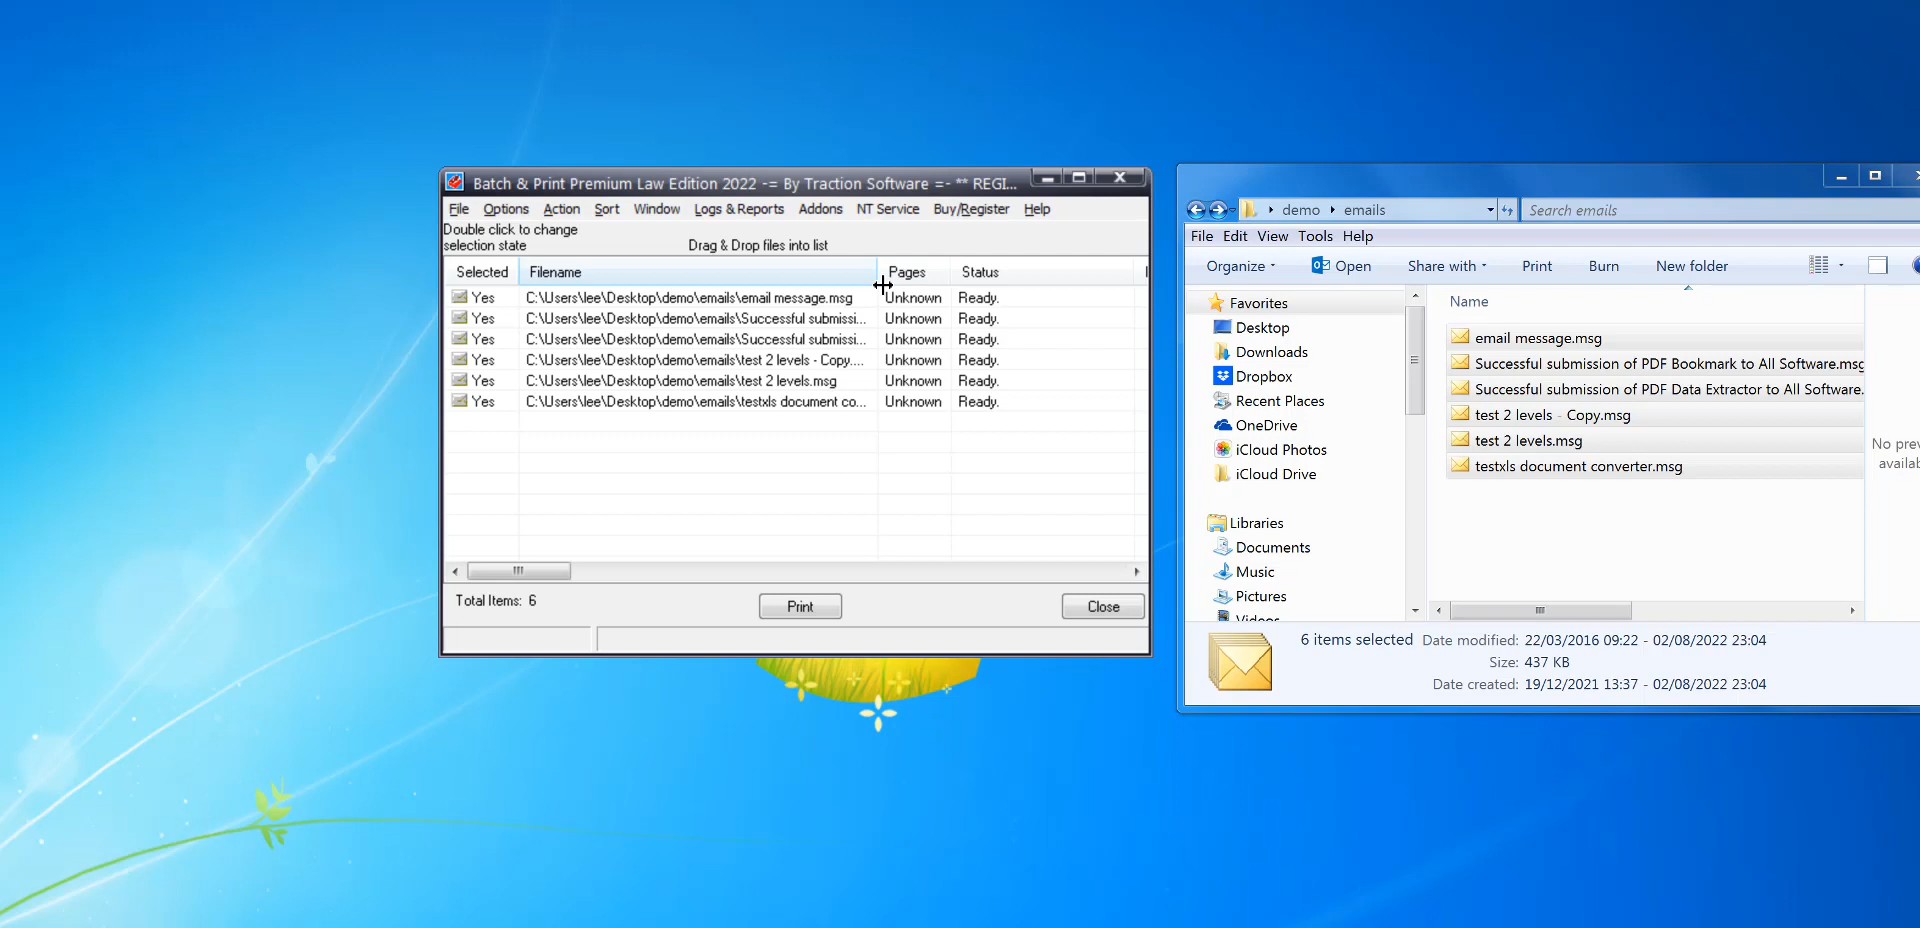 Batch & Print Premium Law Edition 2022 -= By Traction Software =- ** REGI...
File Options Action Sort Window Logs & Reports Addons NT Service Buy/Register Help
Double click to change
selection state
Drag & Drop files into list
Selected Filename Pages Status
Yes C:\Users\lee\Desktop\demo\emails\email message.msg Unknown Ready.
Yes C:\Users\lee\Desktop\demo\emails\Successful submissi... Unknown Ready.
Yes C:\Users\lee\Desktop\demo\emails\Successful submissi... Unknown Ready.
Yes C:\Users\lee\Desktop\demo\emails\test 2 levels - Copy.... Unknown Ready.
Yes C:\Users\lee\Desktop\demo\emails\test 2 levels.msg Unknown Ready.
Yes C:\Users\lee\Desktop\demo\emails\testxls document co... Unknown Ready.
Total Items: 6
Print
Close
demo emails
Search emails
File Edit View Tools Help
Organize Open Share with Print Burn New folder
Favorites
Desktop
Downloads
Dropbox
Recent Places
OneDrive
iCloud Photos
iCloud Drive
Libraries
Documents
Music
Pictures
Videos
Name
email message.msg
Successful submission of PDF Bookmark to All Software.msg
Successful submission of PDF Data Extractor to All Software.
test 2 levels - Copy.msg
test 2 levels.msg
testxls document converter.msg
No prev
availab
6 items selected Date modified: 22/03/2016 09:22 - 02/08/2022 23:04
Size: 437 KB
Date created: 19/12/2021 13:37 - 02/08/2022 23:04